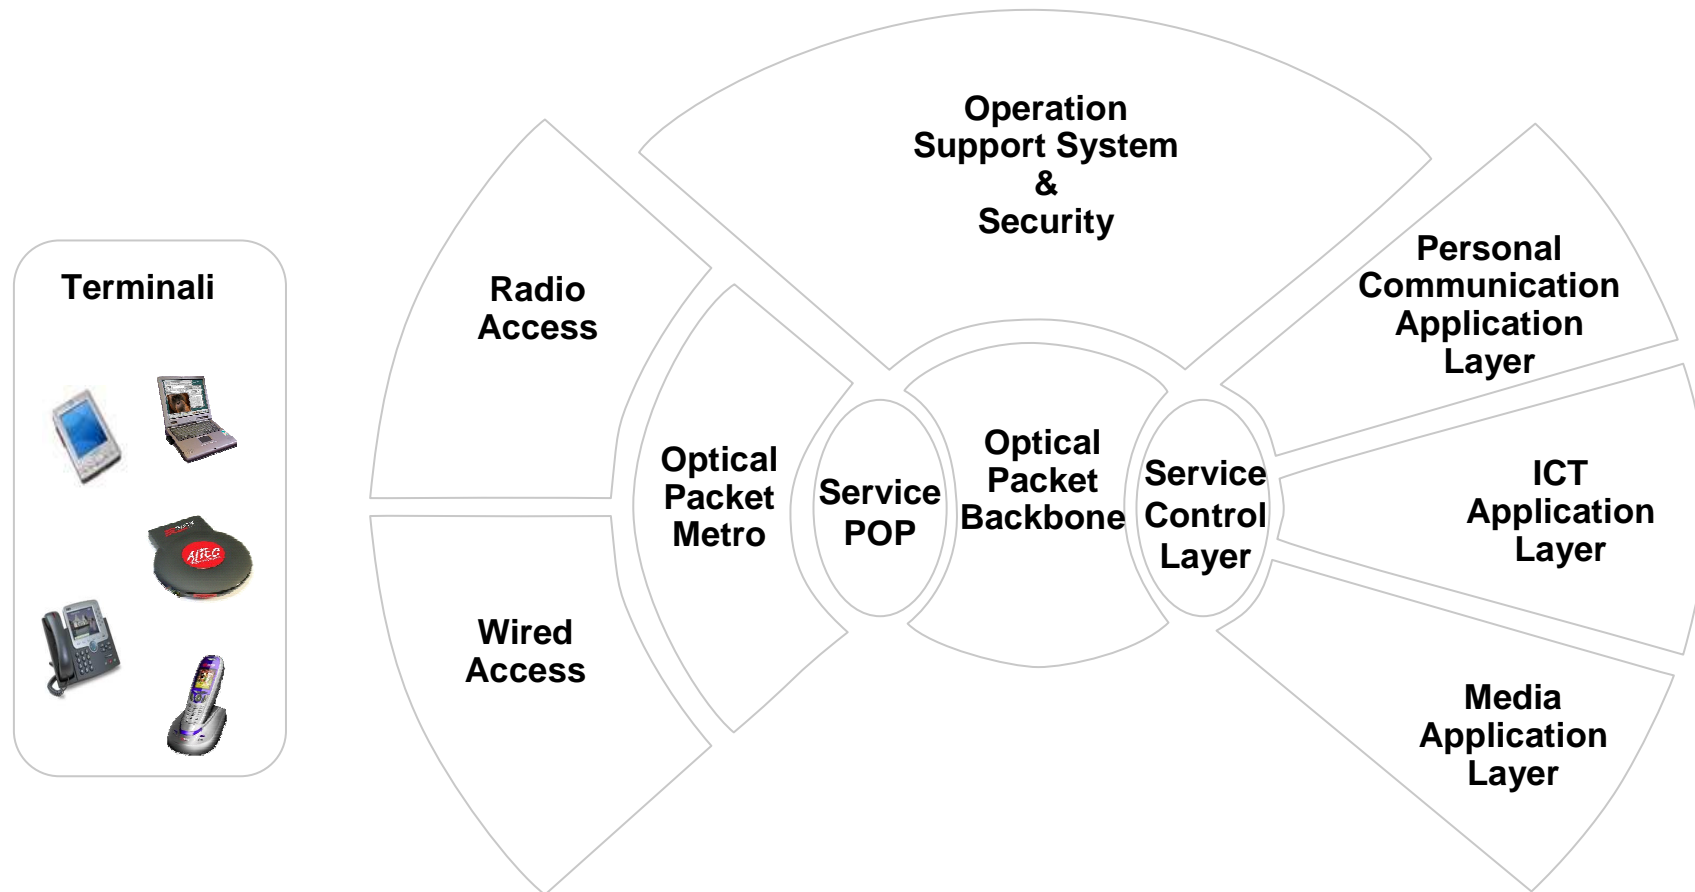 Operation
Support System
&
Security
Personal
Communication
Application
Layer
Terminali
Radio
Access
Optical
Packet
Metro
Service
POP
Optical
Packet
Backbone
Service
Control
Layer
ICT
Application
Layer
Wired
Access
Media
Application
Layer